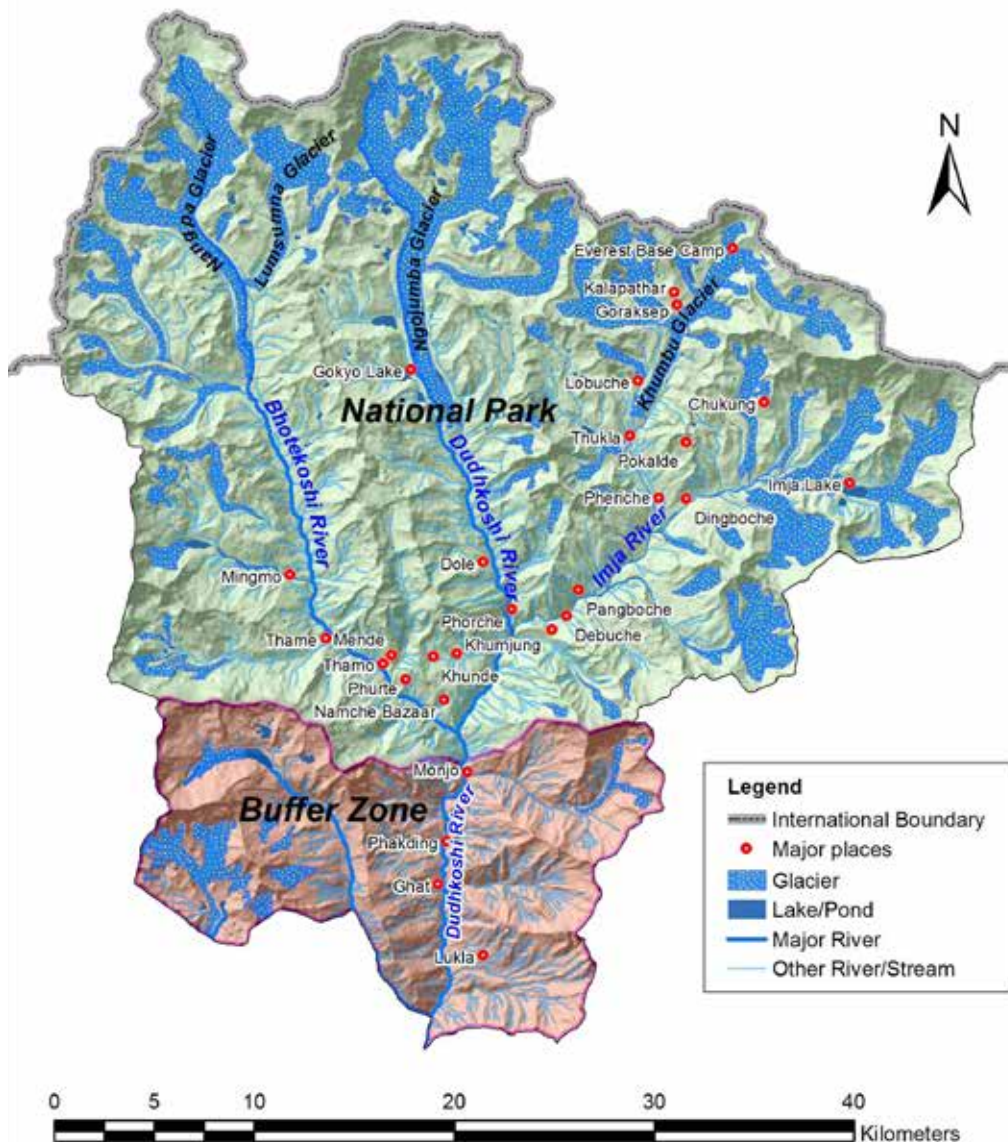 N
Nangpa Glacier
Lumsumna Glacier
Ngojumba Glacier
Everest Base Camp
Kalapathar
Goraksep
Khumbu Glacier
Gokyo Lake
Lobuche
National Park
Chukung
Bhotekoshi River
Dudhkoshi River
Thukla
Pokalde
Imja Lake
Pheriche
Dingboche
Imja River
Dole
Mingmo
Pangboche
Phorche
Debuche
Thame
Mende
Khumjung
Thamo
Khunde
Phurte
Namche Bazaar
Monjo
Buffer Zone
Dudhkoshi River
Phakding
Ghat
Lukla
Legend
International Boundary
Major places
Glacier
Lake/Pond
Major River
Other River/Stream
0 5 10 20 30 40
Kilometers